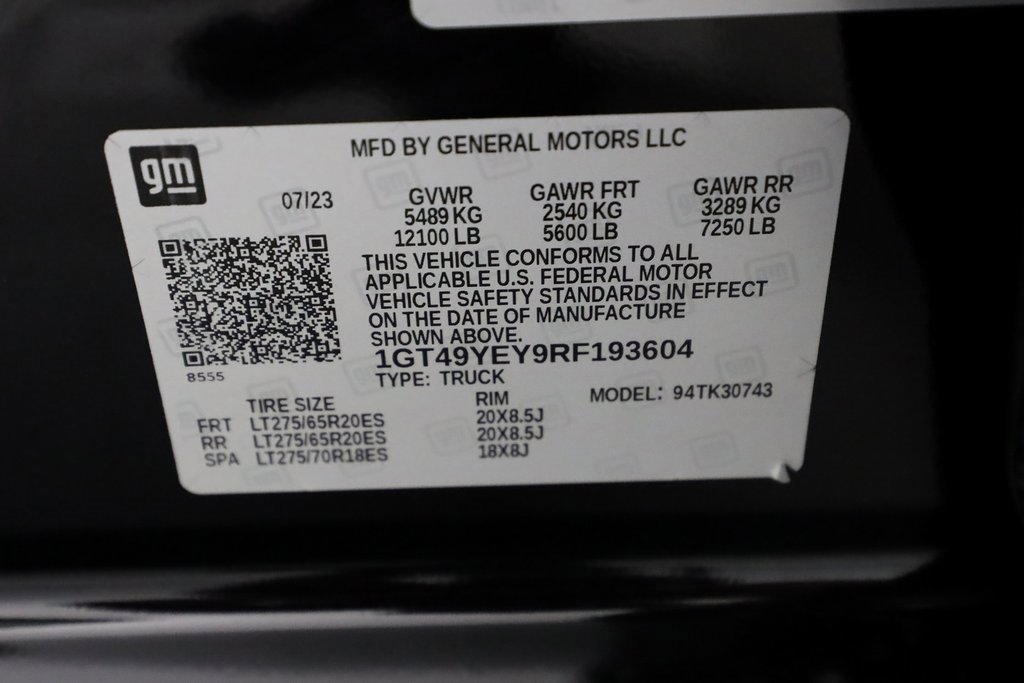 MFD BY GENERAL MOTORS LLC
gm
07/23
GVWR GAWR FRT GAWR RR
5489 KG 2540 KG 3289 KG
12100 LB 5600 LB 7250 LB
THIS VEHICLE CONFORMS TO ALL
APPLICABLE U.S. FEDERAL MOTOR
VEHICLE SAFETY STANDARDS IN EFFECT
ON THE DATE OF MANUFACTURE
SHOWN ABOVE.
1GT49YEY9RF193604
8555
TYPE: TRUCK
MODEL: 94TK30743
TIRE SIZE RIM
FRT LT275/65R20ES 20X8.5J
RR LT275/65R20ES 20X8.5J
SPA LT275/70R18ES 18X8J